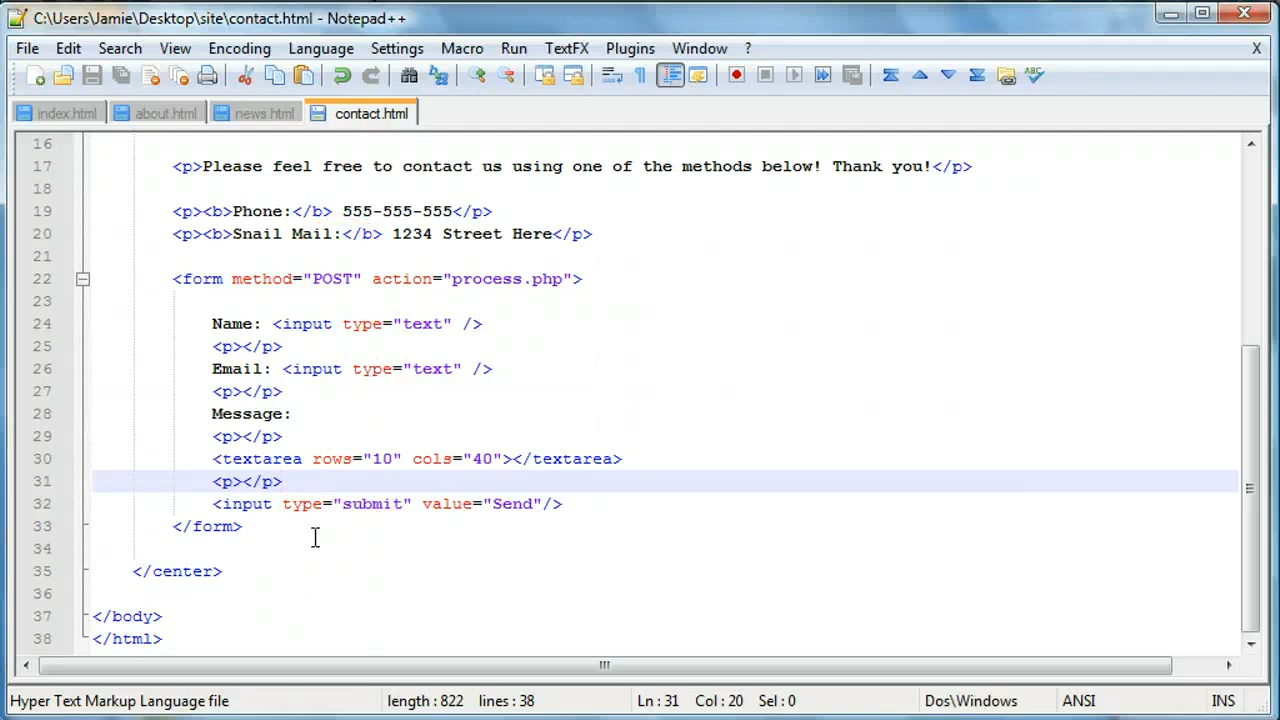 C:\Users\Jamie\Desktop\site\contact.html - Notepad++
File Edit Search View Encoding Language Settings Macro Run TextFX Plugins Window ? X
index.html about.html news.html contact.html
16
17 <p>Please feel free to contact us using one of the methods below! Thank you!</p>
18
19 <p><b>Phone:</b> 555-555-555</p>
20 <p><b>Snail Mail:</b> 1234 Street Here</p>
21
22 <form method="POST" action="process.php">
23
24 Name: <input type="text" />
25 <p></p>
26 Email: <input type="text" />
27 <p></p>
28 Message:
29 <p></p>
30 <textarea rows="10" cols="40"></textarea>
31 <p></p>
32 <input type="submit" value="Send"/>
33 </form>
34
35 </center>
36
37 </body>
38 </html>
Hyper Text Markup Language file length : 822 lines : 38 Ln : 31 Col : 20 Sel : 0 Dos\Windows ANSI INS